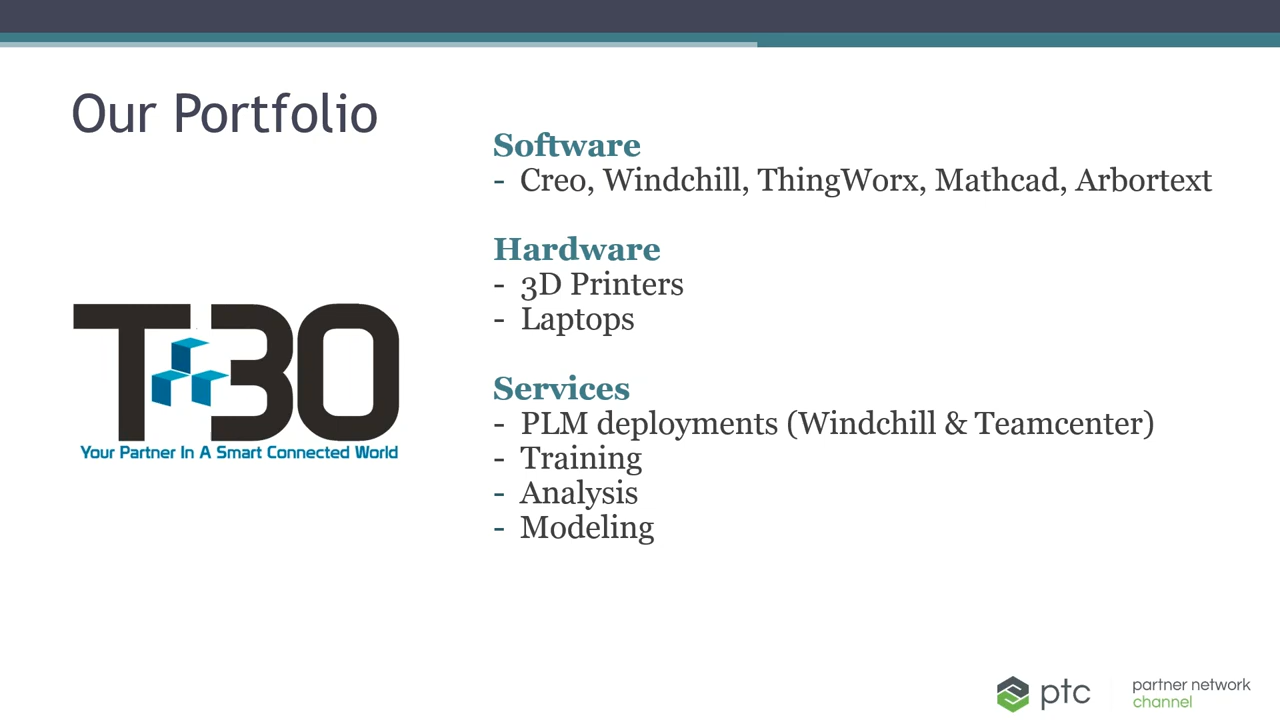 Our Portfolio
Software
- Creo, Windchill, ThingWorx, Mathcad, Arbortext
Hardware
- 3D Printers
- Laptops
Services
- PLM deployments (Windchill & Teamcenter)
- Training
- Analysis
- Modeling
T30
Your Partner In A Smart Connected World
ptc
partner network
channel